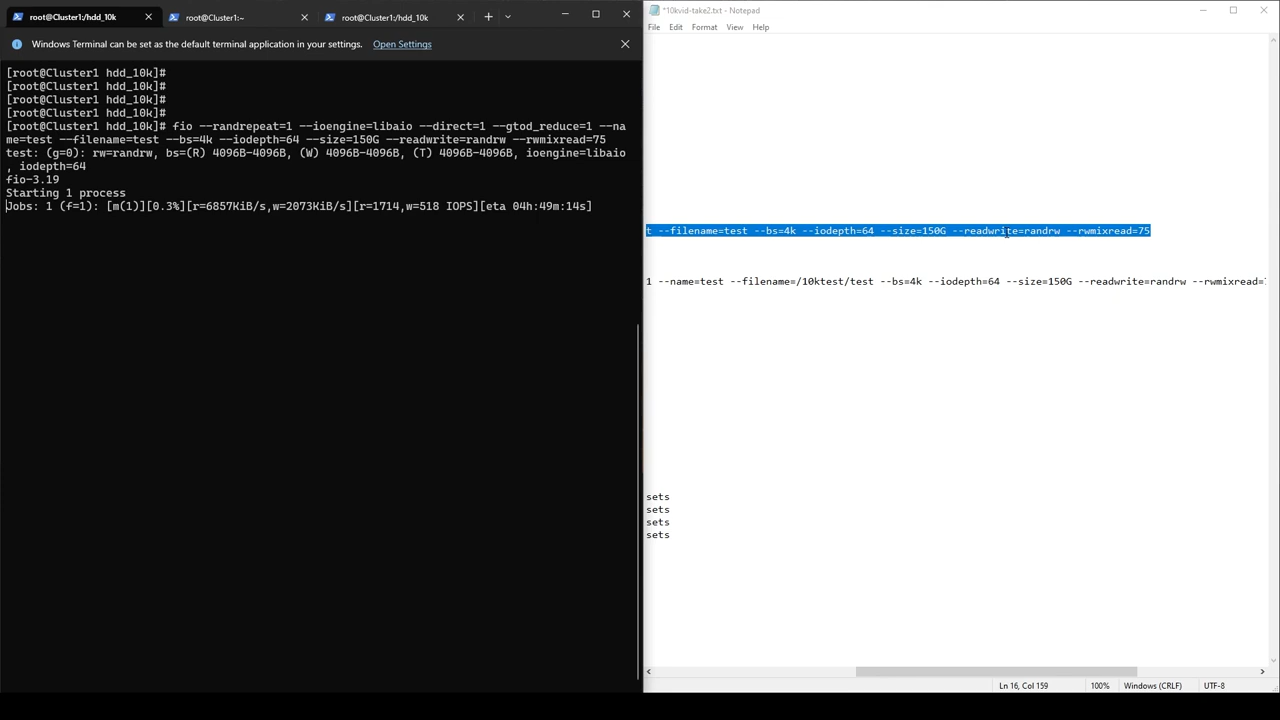 root@Cluster1:/hdd_10k
root@Cluster1:~
root@Cluster1:/hdd_10k
Windows Terminal can be set as the default terminal application in your settings. Open Settings
[root@Cluster1 hdd_10k]#
[root@Cluster1 hdd_10k]#
[root@Cluster1 hdd_10k]#
[root@Cluster1 hdd_10k]#
[root@Cluster1 hdd_10k]# fio --randrepeat=1 --ioengine=libaio --direct=1 --gtod_reduce=1 --na
me=test --filename=test --bs=4k --iodepth=64 --size=150G --readwrite=randrw --rwmixread=75
test: (g=0): rw=randrw, bs=(R) 4096B-4096B, (W) 4096B-4096B, (T) 4096B-4096B, ioengine=libaio
, iodepth=64
fio-3.19
Starting 1 process
Jobs: 1 (f=1): [m(1)][0.3%][r=6857KiB/s,w=2073KiB/s][r=1714,w=518 IOPS][eta 04h:49m:14s]
*10kvid-take2.txt - Notepad
File Edit Format View Help
t --filename=test --bs=4k --iodepth=64 --size=150G --readwrite=randrw --rwmixread=75
1 --name=test --filename=/10ktest/test --bs=4k --iodepth=64 --size=150G --readwrite=randrw --rwmixread=
sets
sets
sets
sets
Ln 16, Col 159
100%
Windows (CRLF)
UTF-8